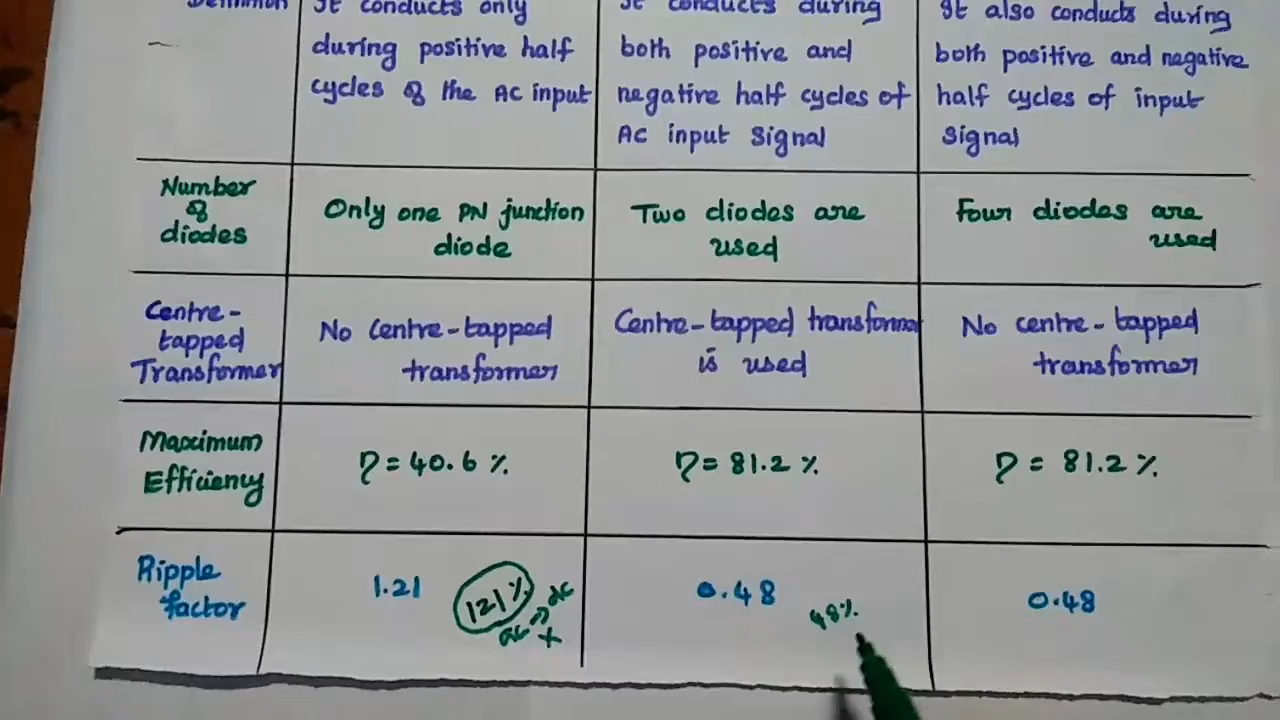 Definition
It conducts only
during positive half
cycles of the AC input
It conducts during
both positive and
negative half cycles of
AC input Signal
It also conducts during
both positive and negative
half cycles of input
Signal
Number
of
diodes
Only one PN junction
diode
Two diodes are
used
Four diodes are
used
Centre-
tapped
Transformer
No Centre-tapped
transformer
Centre-tapped transformer
is used
No centre-tapped
transformer
Maximum
Efficiency
η = 40.6 %
η = 81.2 %
η = 81.2 %
Ripple
factor
1.21
121 %
ac → dc
x
0.48
48%
0.48